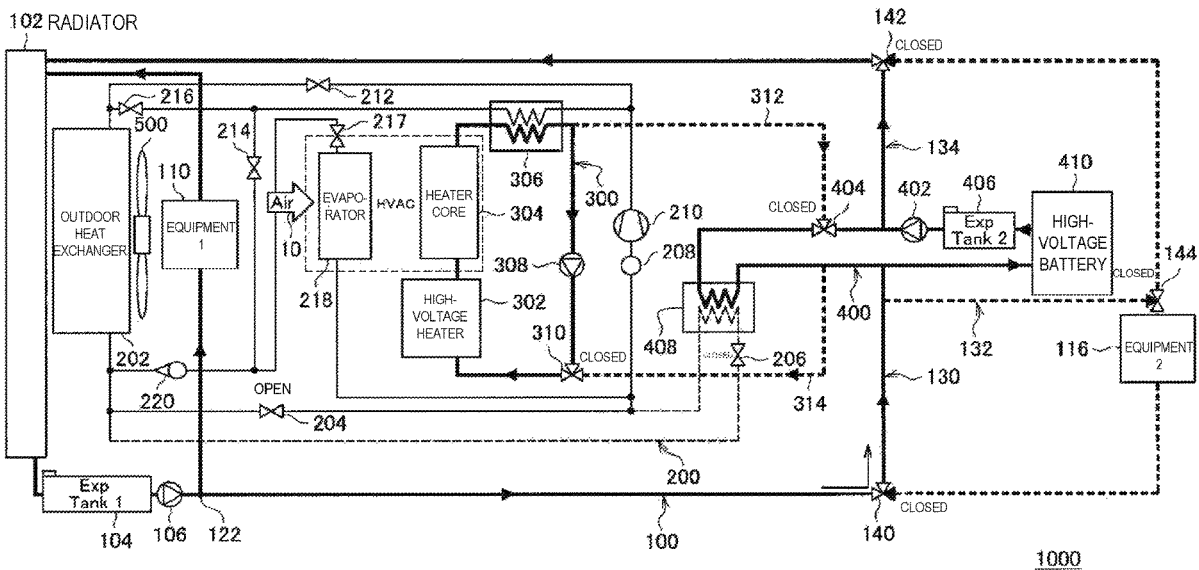 102 RADIATOR
142
CLOSED
216
212
500
217
214
306
312
110
OUTDOOR
HEAT
EXCHANGER
EQUIPMENT
1
Air
10
EVAPO-
RATOR
HVAC
HEATER
CORE
304
300
210
208
CLOSED
404
402
406
Exp
Tank 2
134
410
HIGH-
VOLTAGE
BATTERY
CLOSED
144
218
308
302
HIGH-
VOLTAGE
HEATER
310
CLOSED
408
CLOSED
206
400
132
116
EQUIPMENT
2
202
220
OPEN
204
314
130
200
Exp
Tank 1
104
106
122
100
140
CLOSED
1000